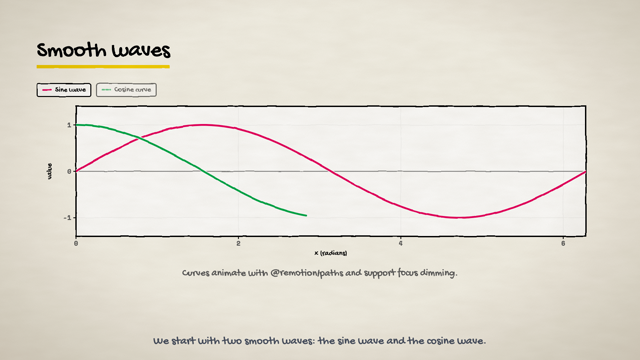 Smooth waves
Sine wave
Cosine curve
1
0
-1
value
0 2 4 6
x (radians)
Curves animate with @remotion/paths and support focus dimming.
We start with two smooth waves: the sine wave and the cosine wave.